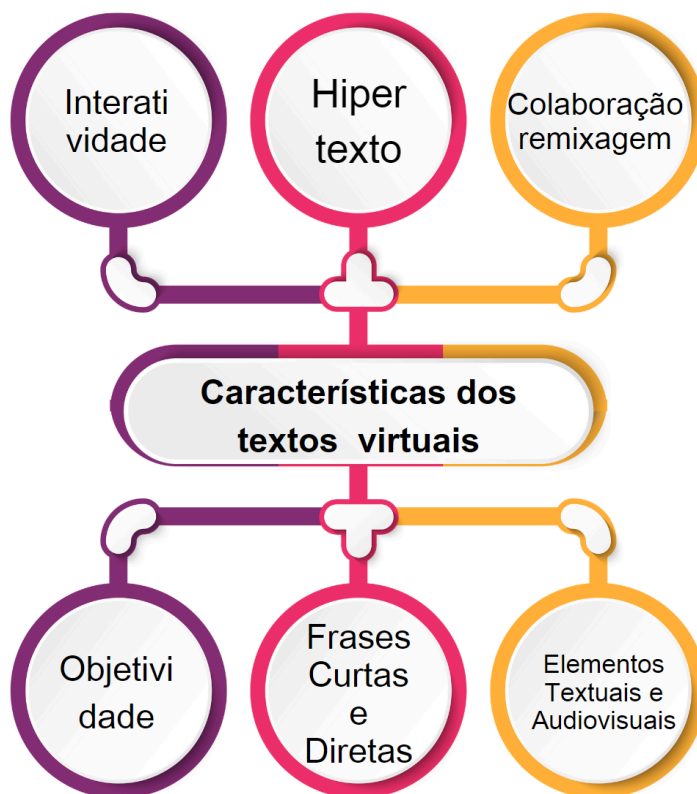 Interati
vidade
Hiper
texto
Colaboração
remixagem
Características dos
textos virtuais
Objetivi
dade
Frases
Curtas
e
Diretas
Elementos
Textuais e
Audiovisuais